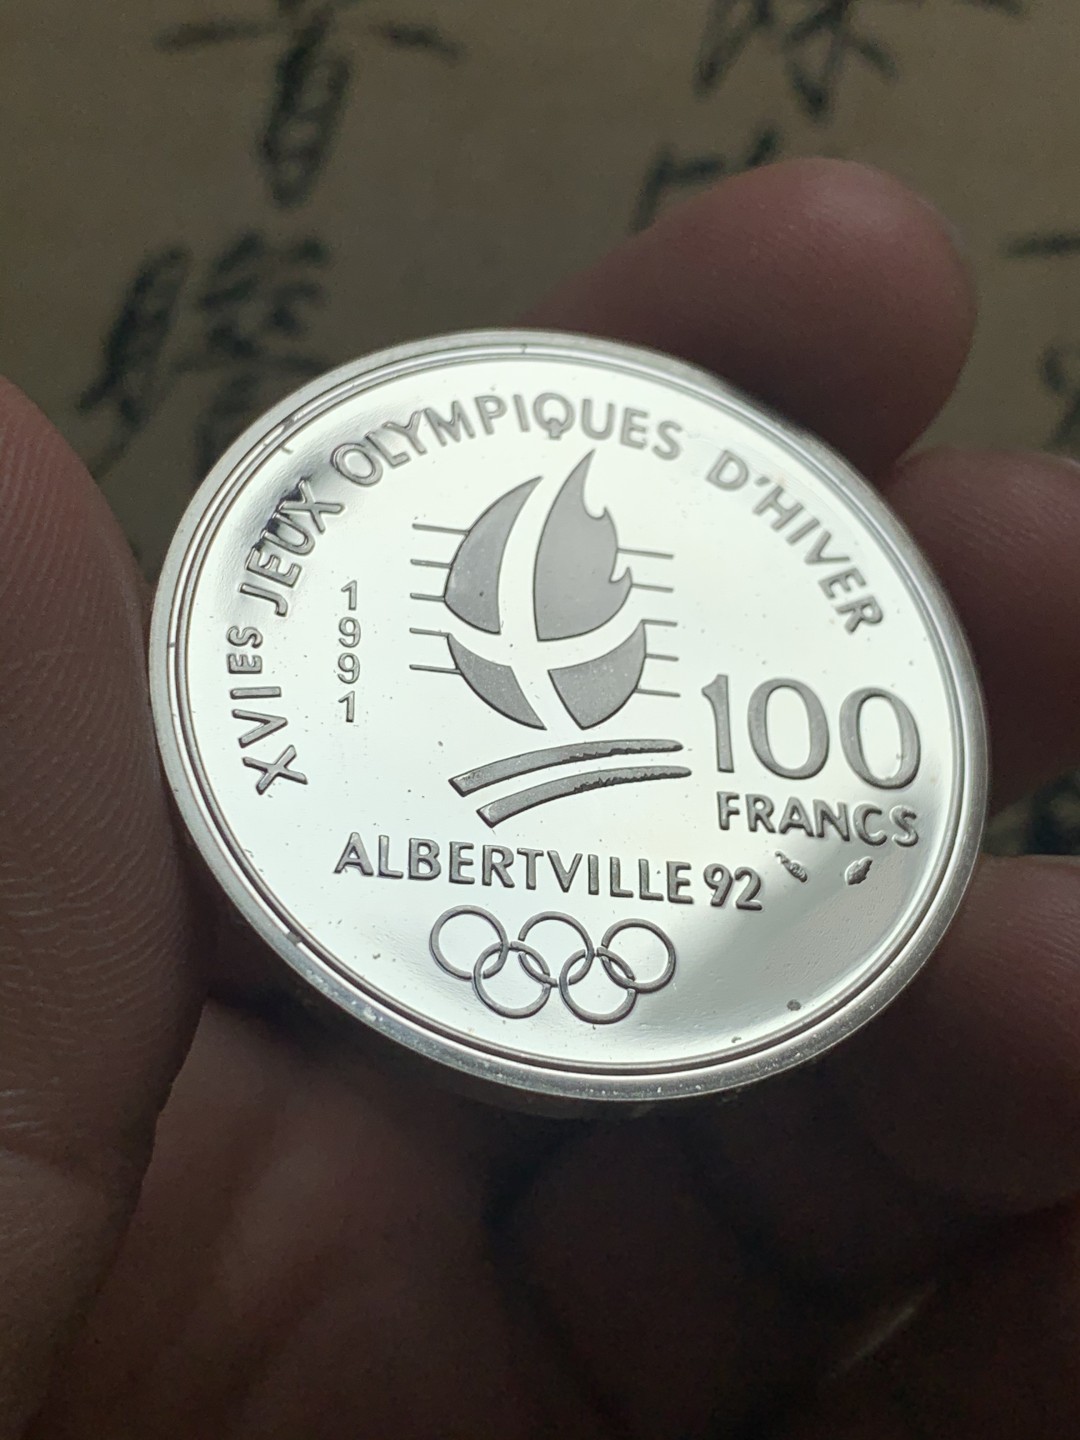 XVIES JEUX OLYMPIQUES D'HIVER
1991
100
FRANCS
ALBERTVILLE 92